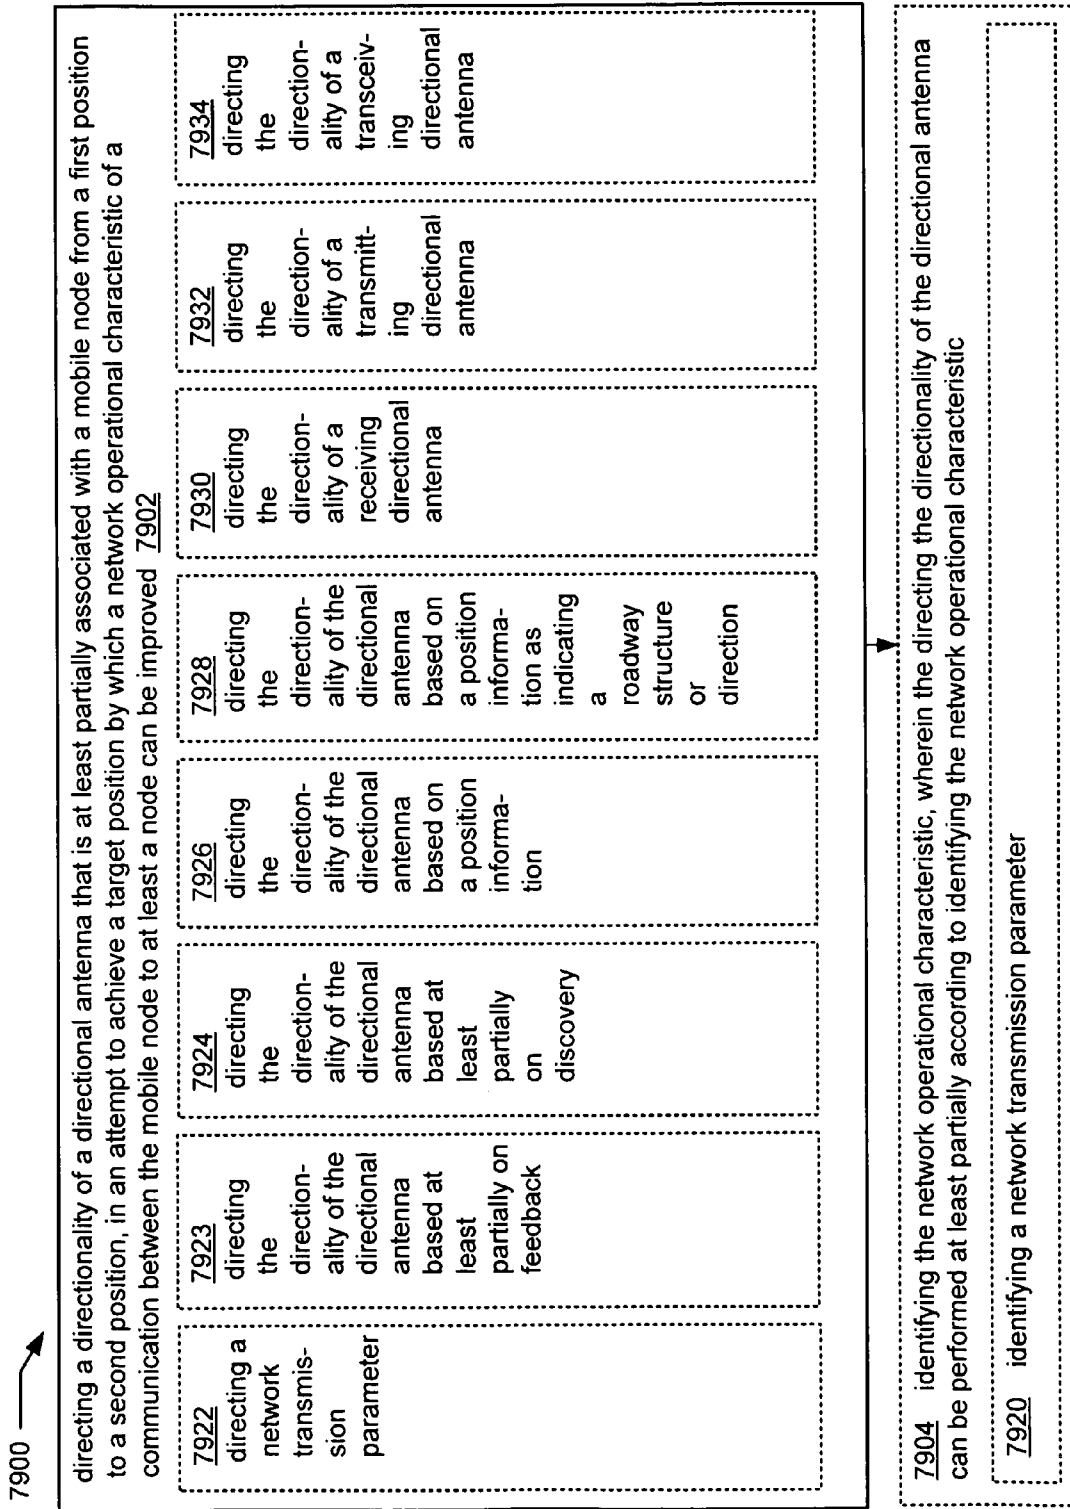 7900
directing a directionality of a directional antenna that is at least partially associated with a mobile node from a first position
to a second position, in an attempt to achieve a target position by which a network operational characteristic of a
communication between the mobile node to at least a node can be improved 7902
7922
directing a
network
transmis-
sion
parameter
7923
directing
the
direction-
ality of the
directional
antenna
based at
least
partially on
feedback
7924
directing
the
direction-
ality of the
directional
antenna
based at
least
partially
on
discovery
7926
directing
the
direction-
ality of the
directional
antenna
based on
a position
informa-
tion
7928
directing
the
direction-
ality of the
directional
antenna
based on
a position
informa-
tion as
indicating
a
roadway
structure
or
direction
7930
directing
the
direction-
ality of a
receiving
directional
antenna
7932
directing
the
direction-
ality of a
transmitt-
ing
directional
antenna
7934
directing
the
direction-
ality of a
transceiv-
ing
directional
antenna
7904 identifying the network operational characteristic, wherein the directing the directionality of the directional antenna
can be performed at least partially according to identifying the network operational characteristic
7920 identifying a network transmission parameter